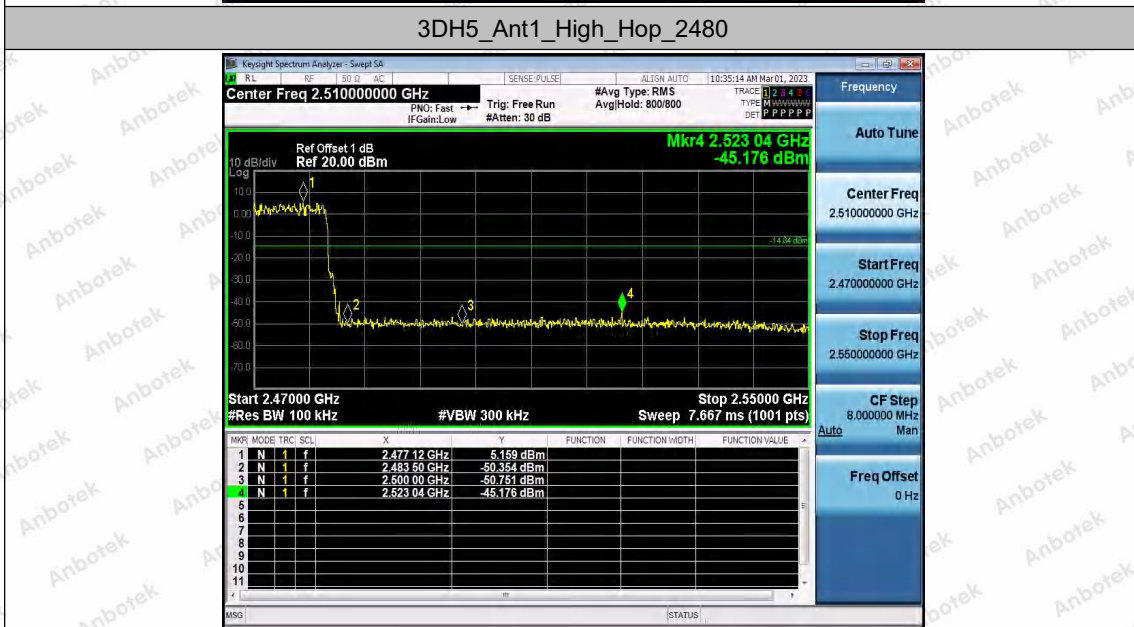 3DH5_Ant1_High_Hop_2480
Keysight Spectrum Analyzer - Swept SA
RL RF 50 Ω AC SENSE:PULSE ALIGN AUTO 10:35:14 AM Mar 01, 2023
Center Freq 2.510000000 GHz
PNO: Fast
IFGain:Low
Trig: Free Run
#Atten: 30 dB
#Avg Type: RMS
Avg|Hold: 800/800
TRACE 1 2 3 4 5 6
TYPE M W W W W W
DET P P P P P P
Frequency
Auto Tune
Center Freq
2.510000000 GHz
Start Freq
2.470000000 GHz
Stop Freq
2.550000000 GHz
CF Step
8.000000 MHz
Auto Man
Freq Offset
0 Hz
Mkr4 2.523 04 GHz
-45.176 dBm
Ref Offset 1 dB
10 dB/div Ref 20.00 dBm
Log
10.0
0.00
-10.0
-20.0
-30.0
-40.0
-50.0
-60.0
-70.0
-14.84 dBm
1
2
3
4
Start 2.47000 GHz Stop 2.55000 GHz
#Res BW 100 kHz #VBW 300 kHz Sweep 7.667 ms (1001 pts)
MKR MODE TRC SCL X Y FUNCTION FUNCTION WIDTH FUNCTION VALUE
1 N 1 f 2.477 12 GHz 5.159 dBm
2 N 1 f 2.483 50 GHz -50.354 dBm
3 N 1 f 2.500 00 GHz -50.751 dBm
4 N 1 f 2.523 04 GHz -45.176 dBm
5
6
7
8
9
10
11
MSG STATUS
Anbotek